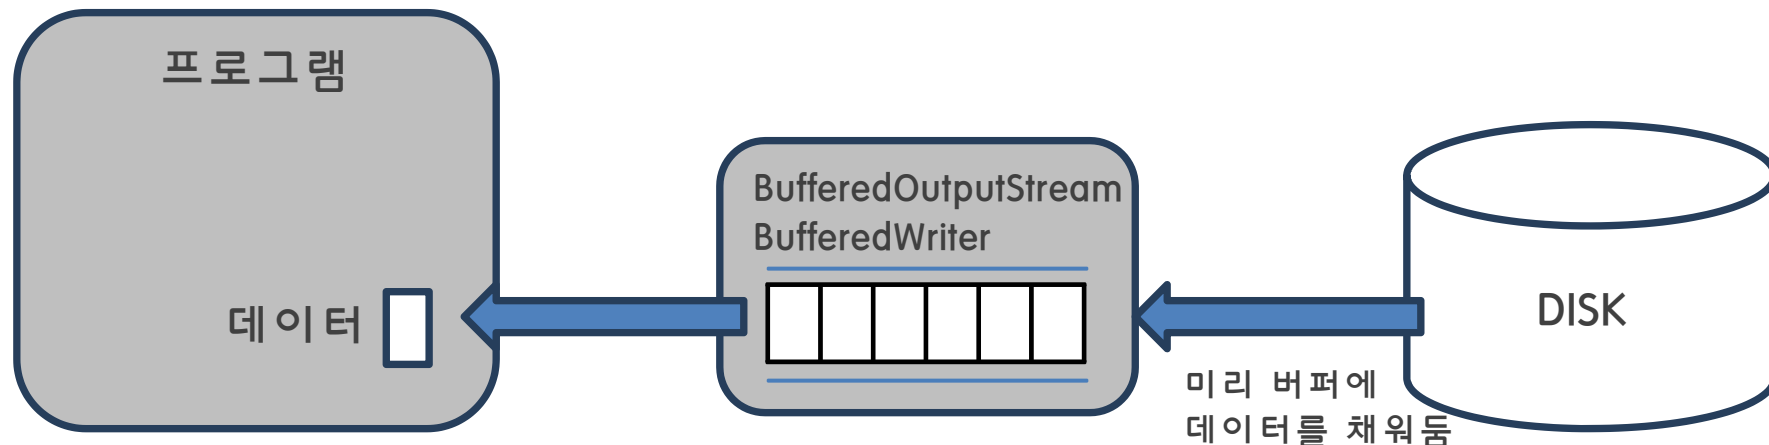 프로그램
BufferedOutputStream
BufferedWriter
데이터
DISK
미리 버퍼에
데이터를 채워둠